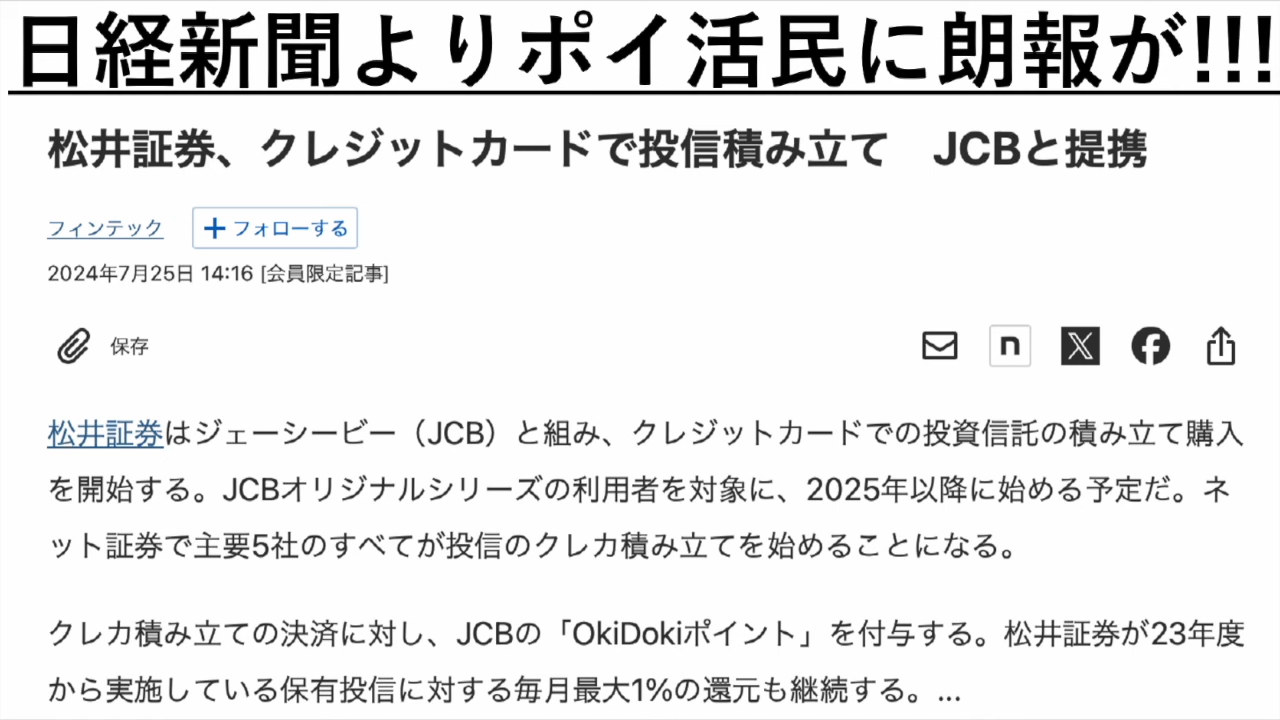 日経新聞よりポイ活民に朗報が!!!
松井証券、クレジットカードで投信積み立て　JCBと提携
フィンテック
＋フォローする
2024年7月25日 14:16 [会員限定記事]
保存
松井証券はジェーシービー（JCB）と組み、クレジットカードでの投資信託の積み立て購入
を開始する。JCBオリジナルシリーズの利用者を対象に、2025年以降に始める予定だ。ネ
ット証券で主要5社のすべてが投信のクレカ積み立てを始めることになる。
クレカ積み立ての決済に対し、JCBの「OkiDokiポイント」を付与する。松井証券が23年度
から実施している保有投信に対する毎月最大1%の還元も継続する。...